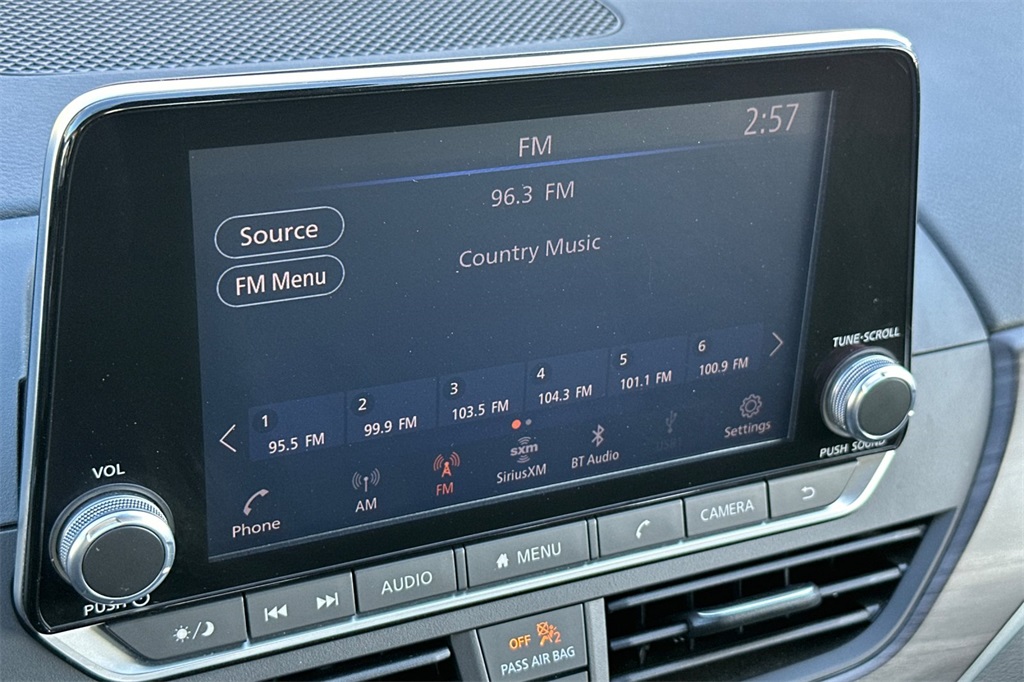 2:57
FM
96.3 FM
Source
Country Music
FM Menu
TUNE·SCROLL
1 2 3 4 5 6
95.5 FM 99.9 FM 103.5 FM 104.3 FM 101.1 FM 100.9 FM
PUSH SOUND
VOL
Phone AM FM sxm SiriusXM BT Audio Settings
PUSH
AUDIO MENU CAMERA
OFF 2
PASS AIR BAG